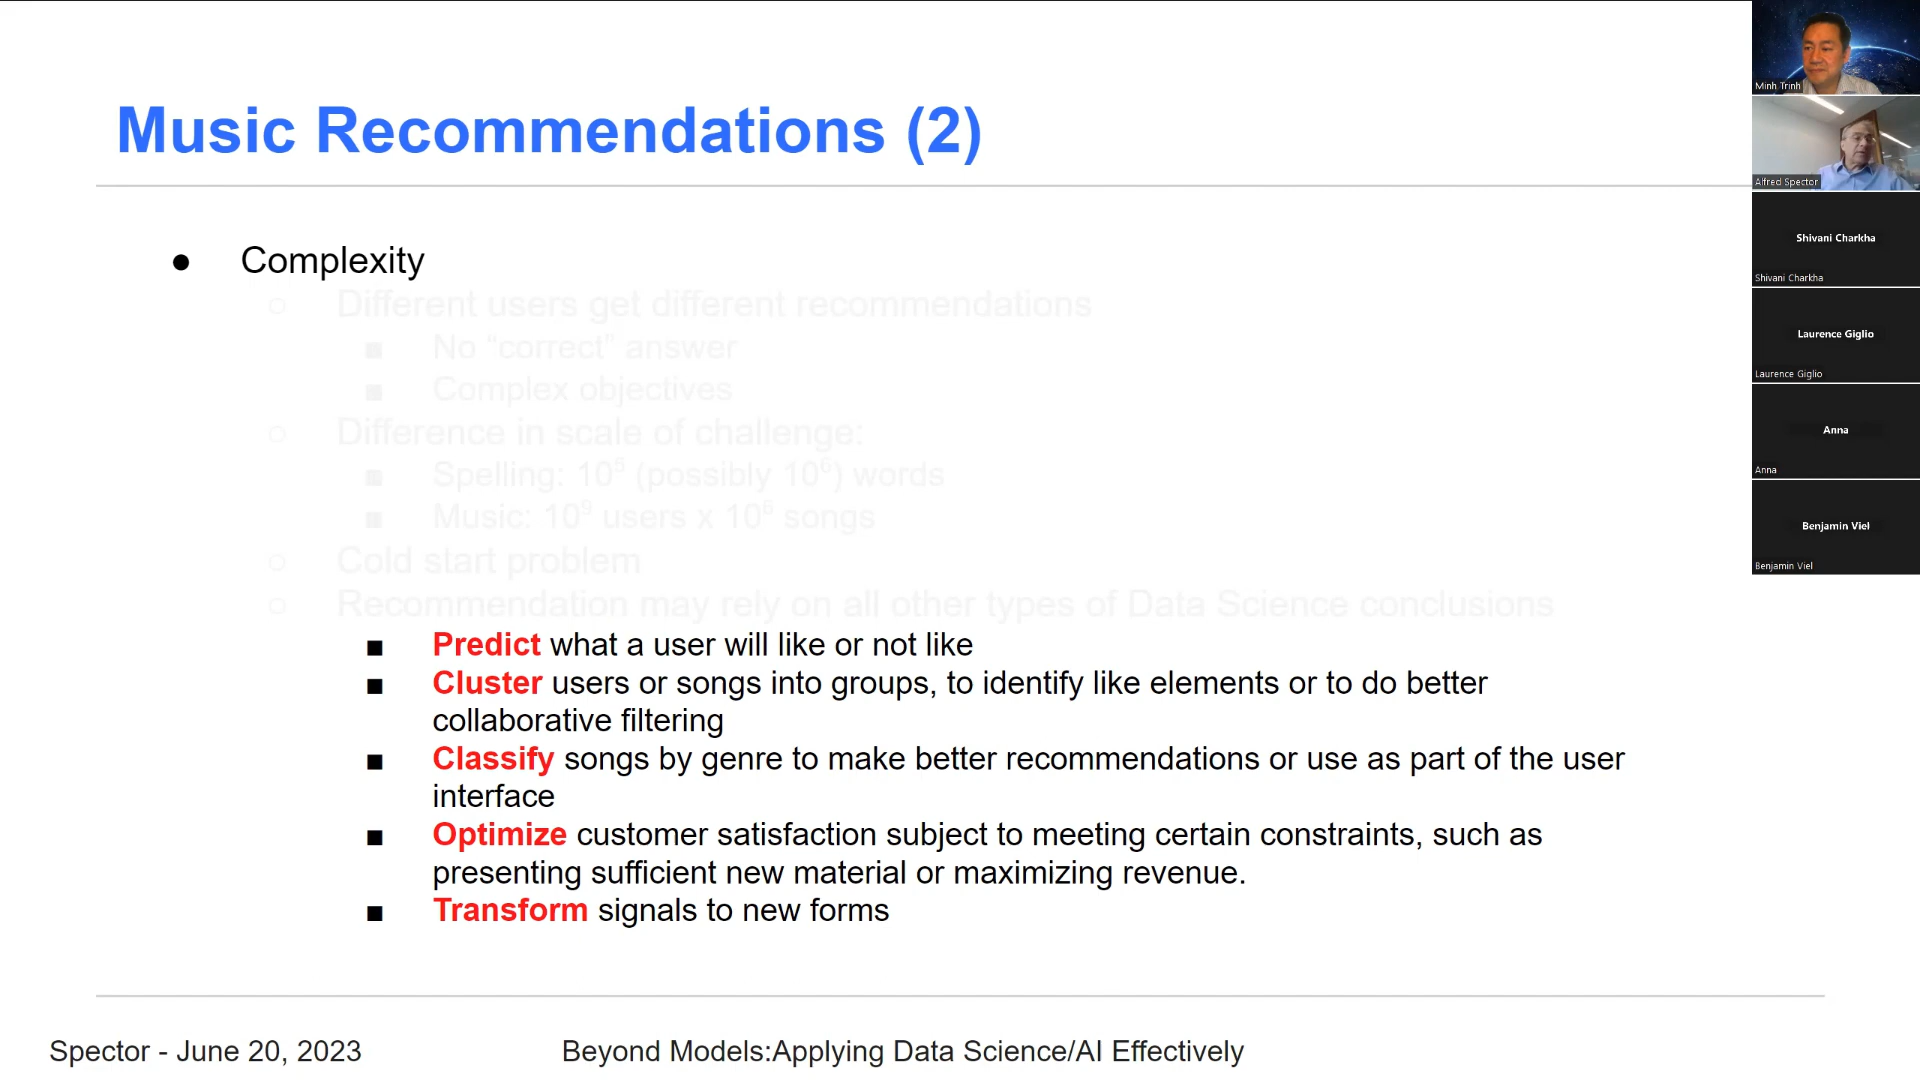 Music Recommendations (2)
● Complexity
○ Different users get different recommendations
■ No “correct” answer
■ Complex objectives
○ Difference in scale of challenge:
■ Spelling: 10⁵ (possibly 10⁶) words
■ Music: 10⁹ users x 10⁶ songs
○ Cold start problem
○ Recommendation may rely on all other types of Data Science conclusions
■ Predict what a user will like or not like
■ Cluster users or songs into groups, to identify like elements or to do better
collaborative filtering
■ Classify songs by genre to make better recommendations or use as part of the user
interface
■ Optimize customer satisfaction subject to meeting certain constraints, such as
presenting sufficient new material or maximizing revenue.
■ Transform signals to new forms
Spector - June 20, 2023
Beyond Models:Applying Data Science/AI Effectively
Minh Trinh
Alfred Spector
Shivani Charkha
Shivani Charkha
Laurence Giglio
Laurence Giglio
Anna
Anna
Benjamin Viel
Benjamin Viel